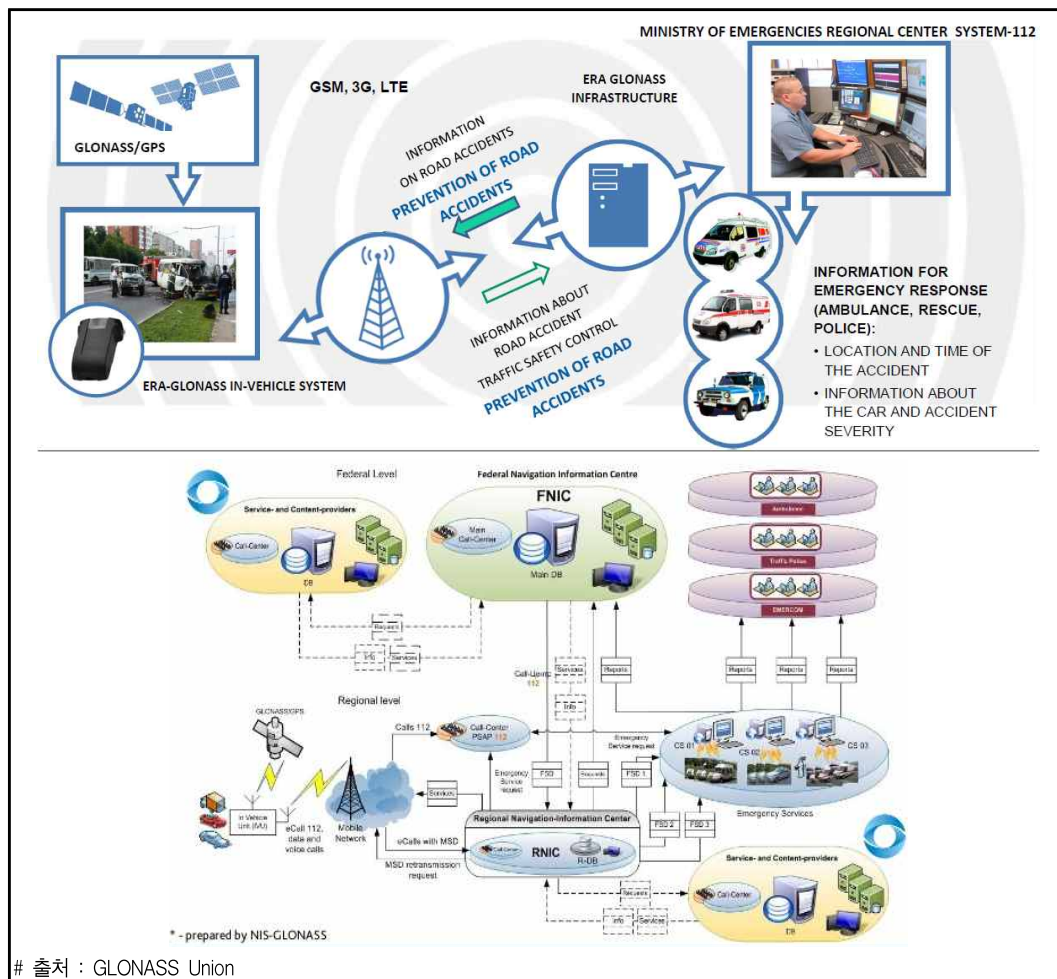 MINISTRY OF EMERGENCIES REGIONAL CENTER SYSTEM-112
GLONASS/GPS
GSM, 3G, LTE
ERA GLONASS
INFRASTRUCTURE
INFORMATION
ON ROAD ACCIDENTS
PREVENTION OF ROAD
ACCIDENTS
INFORMATION ABOUT
ROAD ACCIDENT
TRAFFIC SAFETY CONTROL
PREVENTION OF ROAD
ACCIDENTS
ERA-GLONASS IN-VEHICLE SYSTEM
INFORMATION FOR
EMERGENCY RESPONSE
(AMBULANCE, RESCUE,
POLICE):
• LOCATION AND TIME OF
THE ACCIDENT
• INFORMATION ABOUT
THE CAR AND ACCIDENT
SEVERITY
Federal Level
Federal Navigation Information Centre
FNIC
Service- and Content-providers
Call-Center
DB
Main
Call-Center
Main DB
Ambulance
Traffic Police
EMERCOM
Requests
Info
Services
Call-Центр
112
Services
Info
Reports
Reports
Reports
Reports
Regional level
GLONASS/GPS
Calls 112
Call-Center
PSAP 112
Emergency
Service request
CS 01
CS 02
CS 03
Emergency Services
Emergency
Service
request
FSD
Requests
FSD 1
FSD 2
FSD 3
Services
In Vehicle
Unit (IVU)
eCall 112,
data and
voice calls
Mobile
Network
eCalls with MSD
MSD retransmission
request
Regional Navigation-Information Center
Call-Center
RNIC
R-DB
Requests
Info
Services
Service- and Content-providers
Call-Center
DB
* - prepared by NIS-GLONASS
# 출처 : GLONASS Union